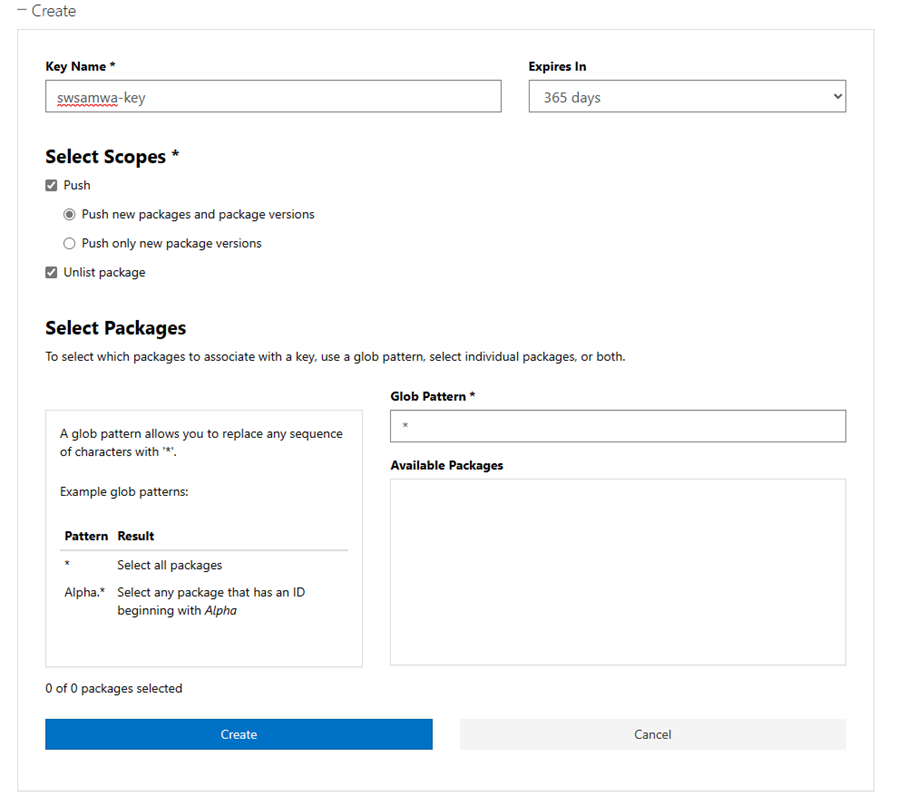 Create
Key Name *
Expires In
swsamwa-key
365 days
Select Scopes *
Push
Push new packages and package versions
Push only new package versions
Unlist package
Select Packages
To select which packages to associate with a key, use a glob pattern, select individual packages, or both.
A glob pattern allows you to replace any sequence
of characters with '*'.
Example glob patterns:
Pattern Result
* Select all packages
Alpha.* Select any package that has an ID
beginning with Alpha
Glob Pattern *
*
Available Packages
0 of 0 packages selected
Create
Cancel